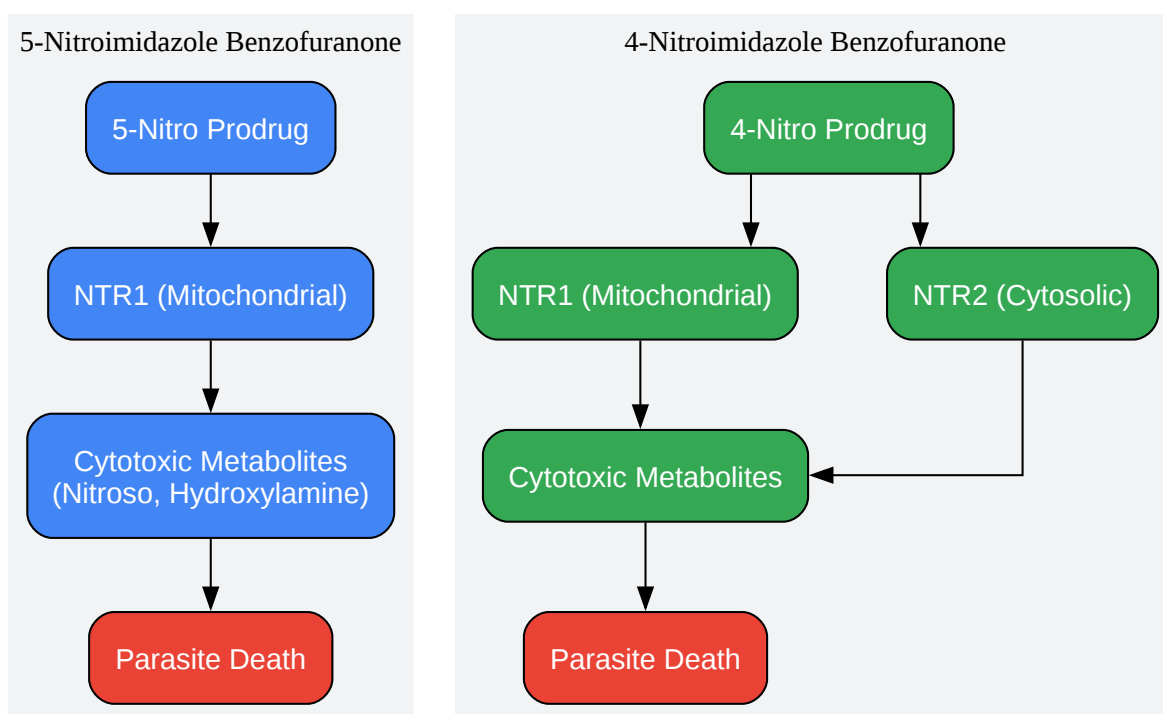 5-Nitroimidazole Benzofuranone
5-Nitro Prodrug
NTR1 (Mitochondrial)
Cytotoxic Metabolites
(Nitroso, Hydroxylamine)
Parasite Death
4-Nitroimidazole Benzofuranone
4-Nitro Prodrug
NTR1 (Mitochondrial)
NTR2 (Cytosolic)
Cytotoxic Metabolites
Parasite Death